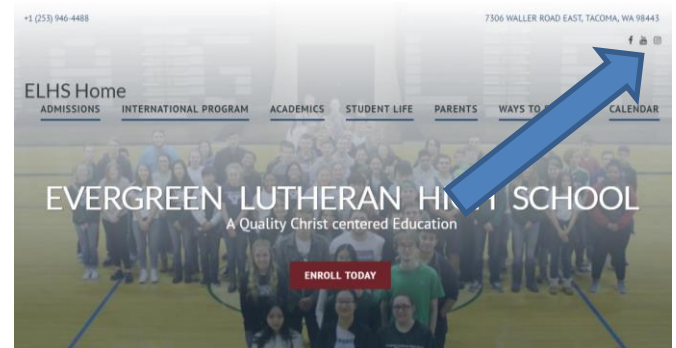 +1 (253) 946-4488
7306 WALLER ROAD EAST, TACOMA, WA 98443
ELHS Home
ADMISSIONS INTERNATIONAL PROGRAM ACADEMICS STUDENT LIFE PARENTS WAYS TO CALENDAR
EVERGREEN LUTHERAN HIGH SCHOOL
A Quality Christ centered Education
ENROLL TODAY